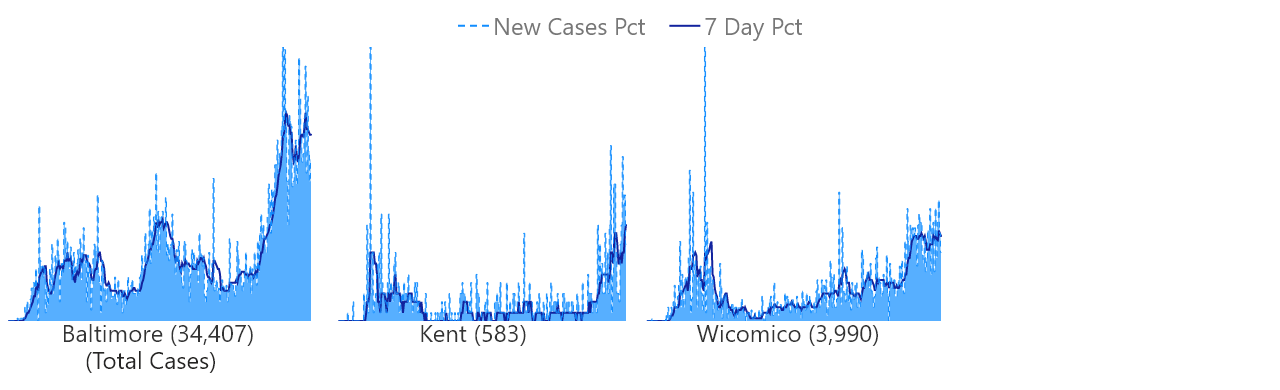 New Cases Pct 7 Day Pct
Baltimore (34,407) Kent (583) Wicomico (3,990)
(Total Cases)